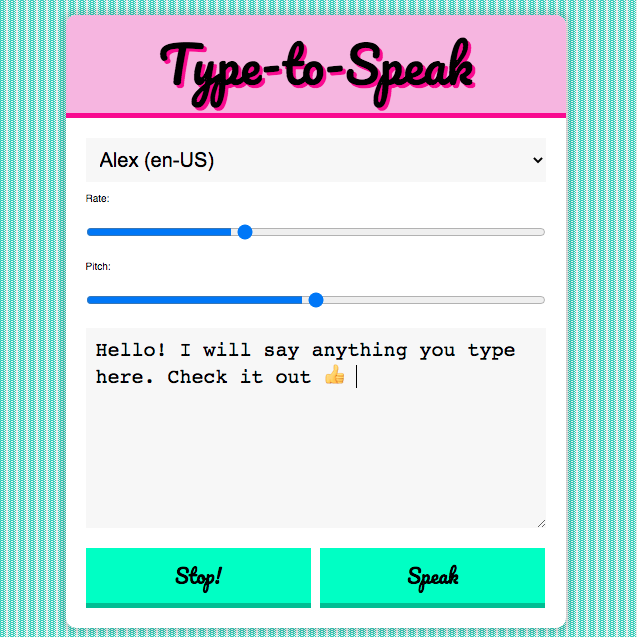 Type-to-Speak
Alex (en-US)
Rate:
Pitch:
Hello! I will say anything you type
here. Check it out 👍
Stop!
Speak